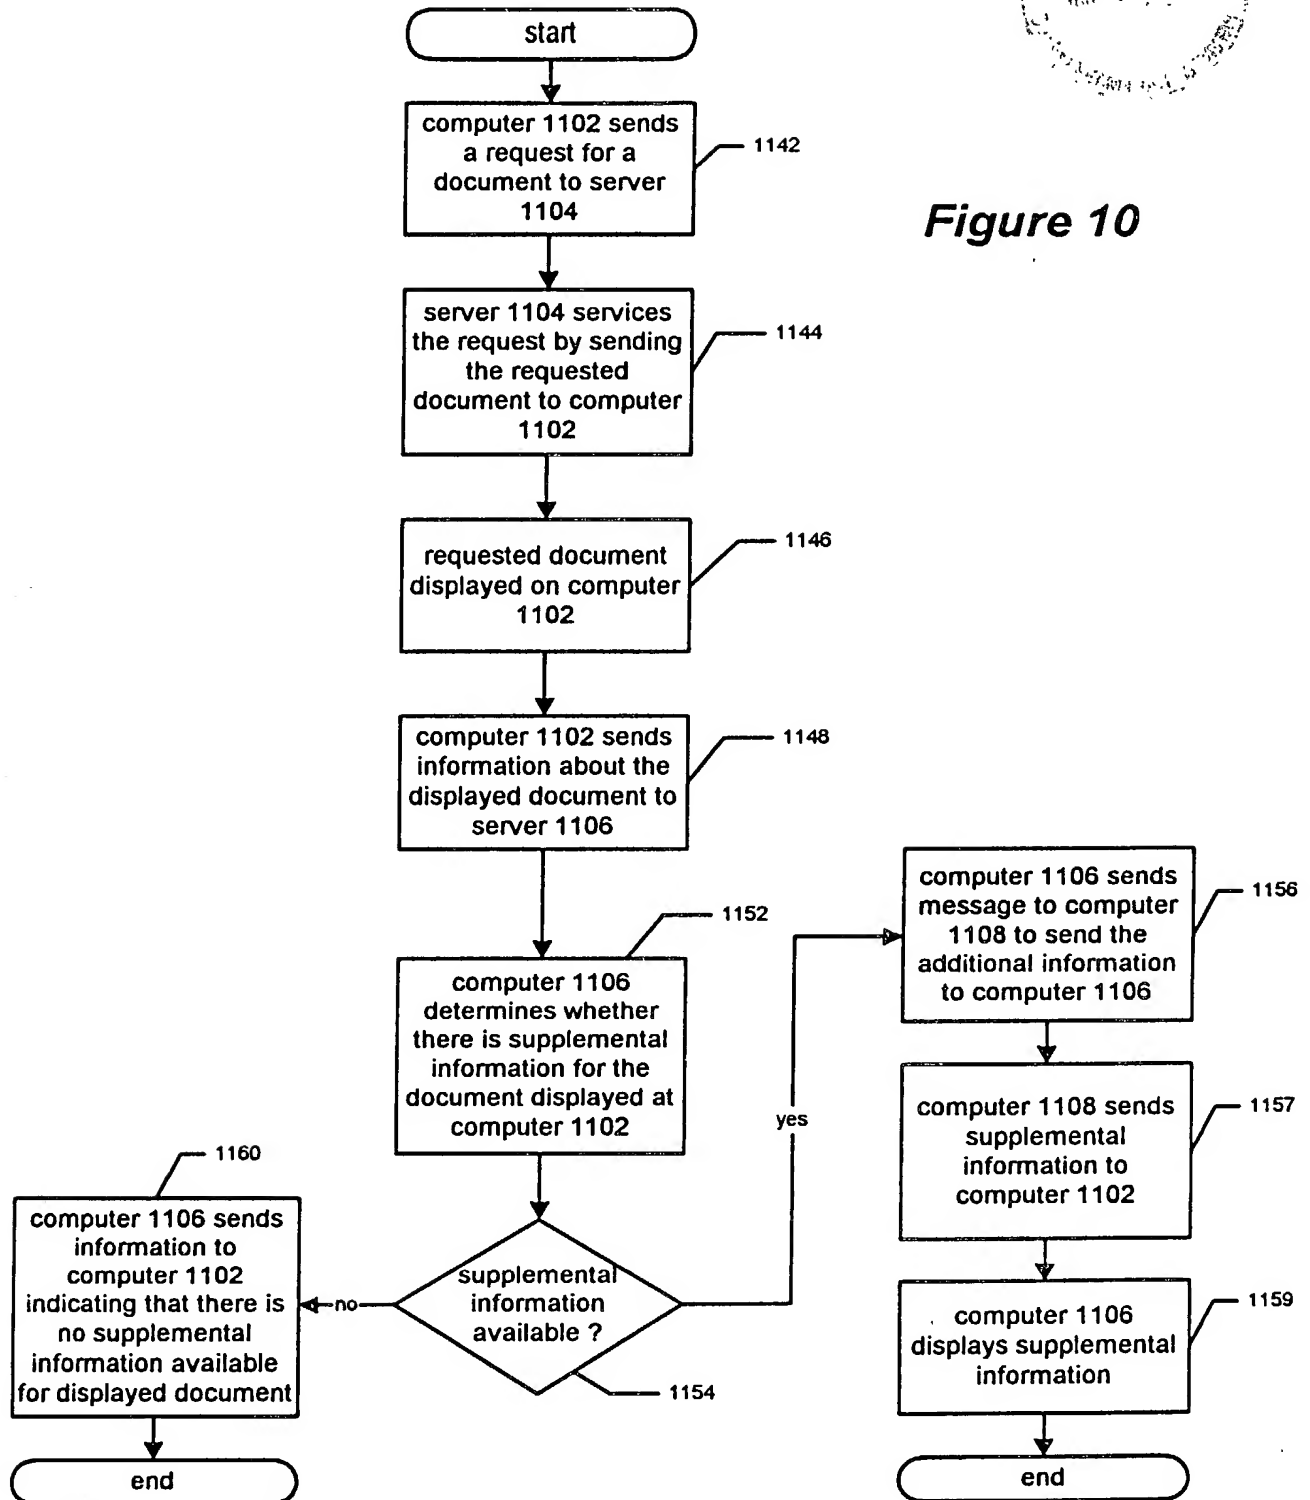 start
computer 1102 sends
a request for a
document to server
1104
1142
Figure 10
server 1104 services
the request by sending
the requested
document to computer
1102
1144
requested document
displayed on computer
1102
1146
computer 1102 sends
information about the
displayed document to
server 1106
1148
computer 1106
determines whether
there is supplemental
information for the
document displayed at
computer 1102
1152
supplemental
information
available ?
1154
no
yes
computer 1106 sends
information to
computer 1102
indicating that there is
no supplemental
information available
for displayed document
1160
end
computer 1106 sends
message to computer
1108 to send the
additional information
to computer 1106
1156
computer 1108 sends
supplemental
information to
computer 1102
1157
computer 1106
displays supplemental
information
1159
end